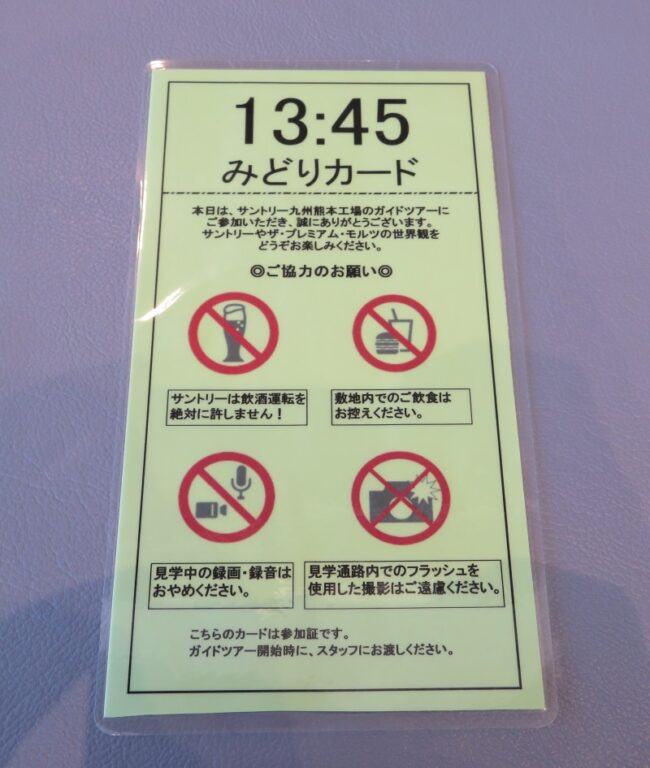 13:45
みどりカード
本日は、サントリー九州熊本工場のガイドツアーに
ご参加いただき、誠にありがとうございます。
サントリーやザ・プレミアム・モルツの世界観を
どうぞお楽しみください。
◎ご協力のお願い◎
サントリーは飲酒運転を
絶対に許しません！
敷地内でのご飲食は
お控えください。
見学中の録画・録音は
おやめください。
見学通路内でのフラッシュを
使用した撮影はご遠慮ください。
こちらのカードは参加証です。
ガイドツアー開始時に、スタッフにお渡しください。